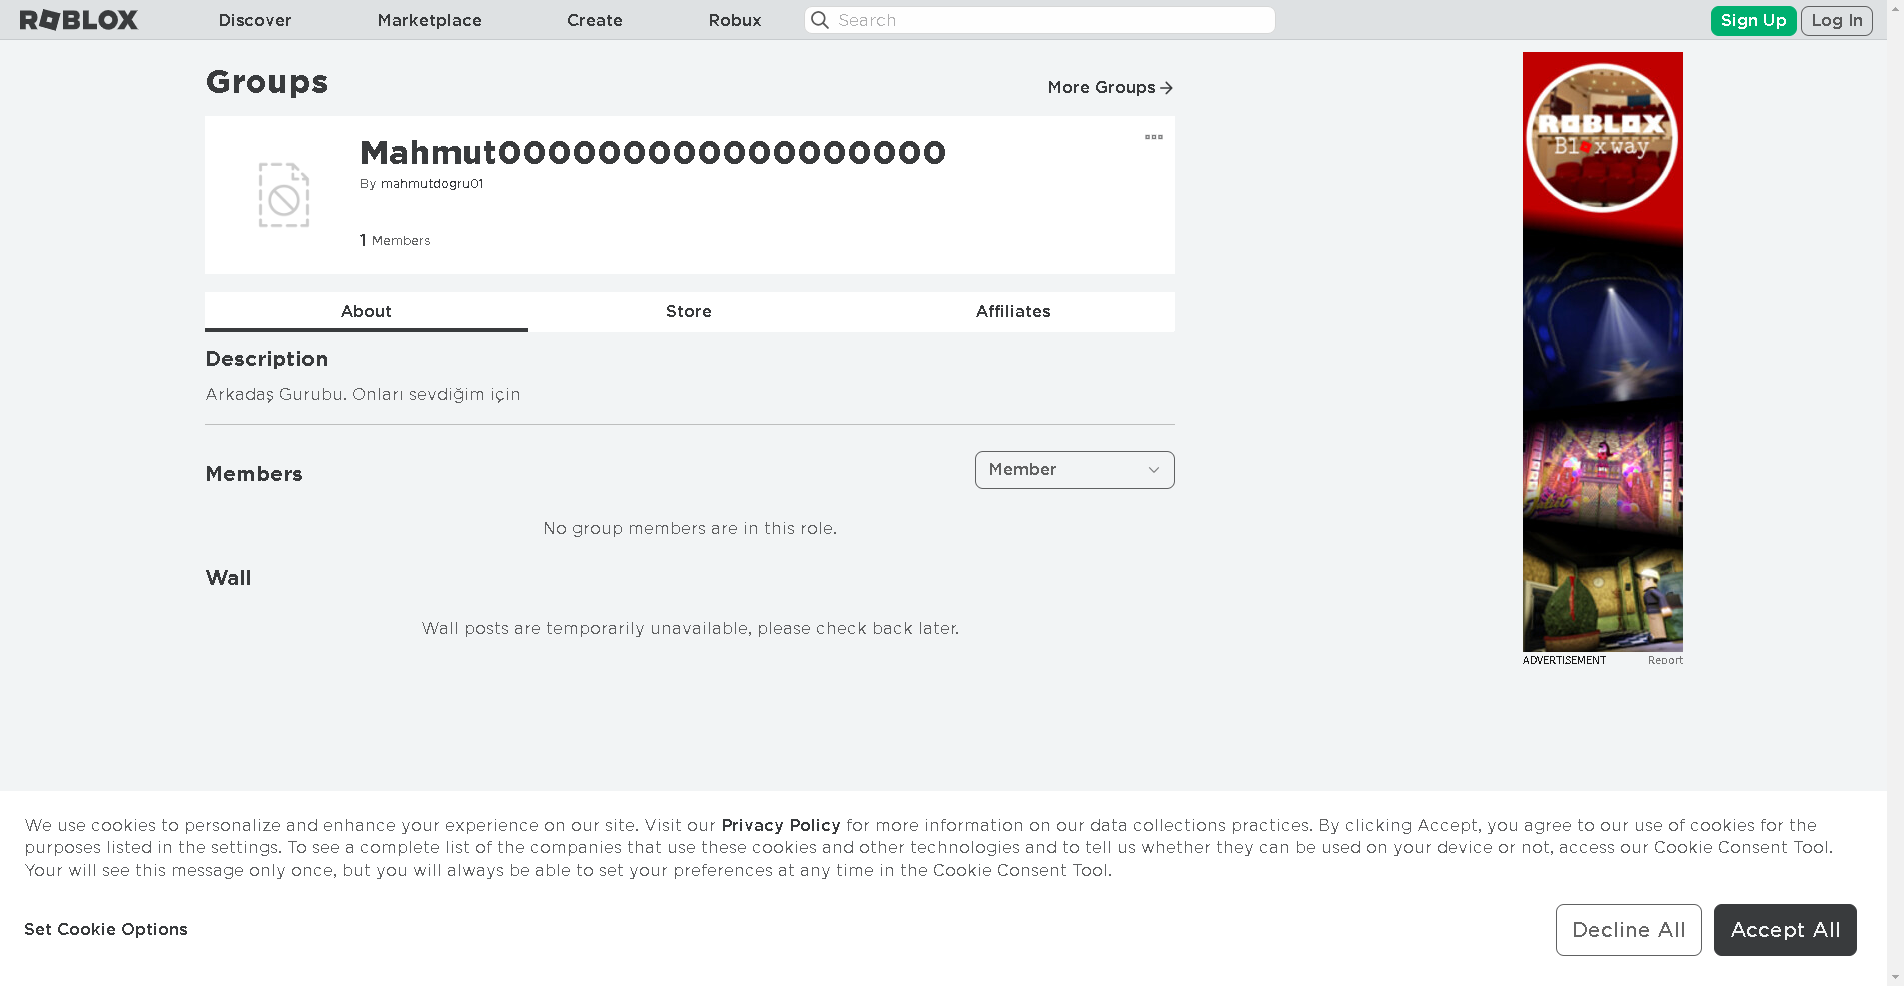 ROBLOX
Discover
Marketplace
Create
Robux
Search
Sign Up
Log In
Groups
More Groups
Mahmut000000000000000000
By mahmutdogru01
1 Members
About
Store
Affiliates
Description
Arkadaş Gurubu. Onları sevdiğim için
Members
Member
No group members are in this role.
Wall
Wall posts are temporarily unavailable, please check back later.
ROBLOX
Bloxway
ADVERTISEMENT
Report
We use cookies to personalize and enhance your experience on our site. Visit our Privacy Policy for more information on our data collections practices. By clicking Accept, you agree to our use of cookies for the
purposes listed in the settings. To see a complete list of the companies that use these cookies and other technologies and to tell us whether they can be used on your device or not, access our Cookie Consent Tool.
Your will see this message only once, but you will always be able to set your preferences at any time in the Cookie Consent Tool.
Set Cookie Options
Decline All
Accept All